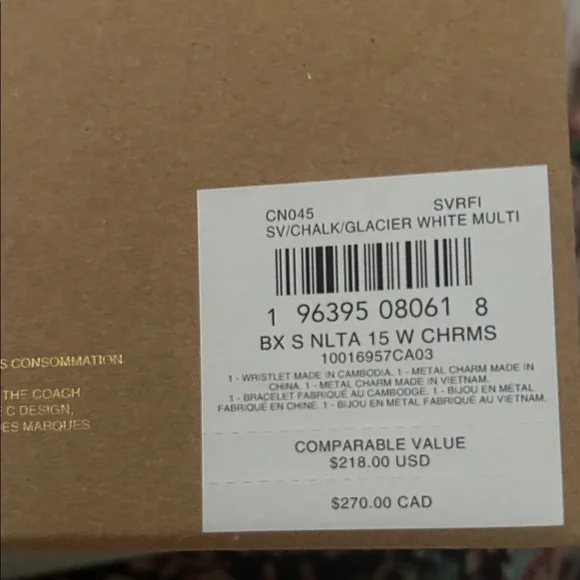 CN045 SVRFI
SV/CHALK/GLACIER WHITE MULTI
1 96395 08061 8
BX S NLTA 15 W CHRMS
10016957CA03
1 - WRISTLET MADE IN CAMBODIA. 1 - METAL CHARM MADE IN
CHINA. 1 - METAL CHARM MADE IN VIETNAM.
1 - BRACELET FABRIQUÉ AU CAMBODGE. 1 - BIJOU EN MÉTAL
FABRIQUÉ EN CHINE. 1 - BIJOU EN MÉTAL FABRIQUÉ AU VIETNAM.
COMPARABLE VALUE
$218.00 USD
$270.00 CAD
S CONSOMMATION
THE COACH
C DESIGN,
DES MARQUES